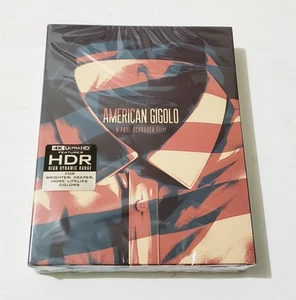 AMERICAN GIGOLO
A PAUL SCHRADER FILM
4K ULTRA HD
FEATURES
HDR
HIGH DYNAMIC RANGE
FOR
BRIGHTER, DEEPER,
MORE LIFELIKE
COLORS